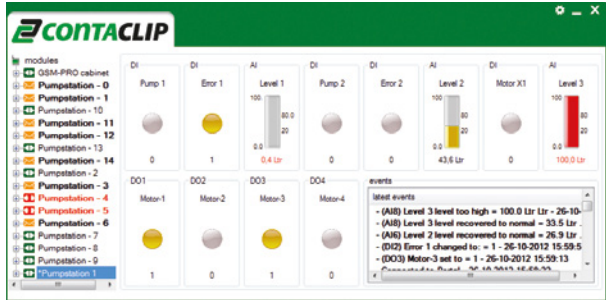 CONTACLIP
modules
GSM-PRO cabinet
Pumpstation - 0
Pumpstation - 1
Pumpstation - 10
Pumpstation - 11
Pumpstation - 12
Pumpstation - 13
Pumpstation - 14
Pumpstation - 2
Pumpstation - 3
Pumpstation - 4
Pumpstation - 5
Pumpstation - 6
Pumpstation - 7
Pumpstation - 8
Pumpstation - 9
*Pumpstation 1
DI DI AI DI DI AI DI AI
Pump 1 Error 1 Level 1 Pump 2 Error 2 Level 2 Motor X1 Level 3
100. 100. 100.
80.0 80.0 80.0
20 20 20
0.0 0.0 0.0
0 1 0,4 Ltr 0 0 43,6 Ltr 0 100,0 Ltr
DO1 DO2 DO3 DO4
Motor-1 Motor-2 Motor-3 Motor-4
1 0 1 0
events
latest events
- (AI8) Level 3 level too high = 100.0 Ltr Ltr - 26-10-
- (AI8) Level 3 level recovered to normal = 33.5 Ltr
- (AI6) Level 2 level recovered to normal = 26.9 Ltr
- (DI2) Error 1 changed to: = 1 - 26-10-2012 15:59:5
- (DO3) Motor-3 set to = 1 - 26-10-2012 15:59:13